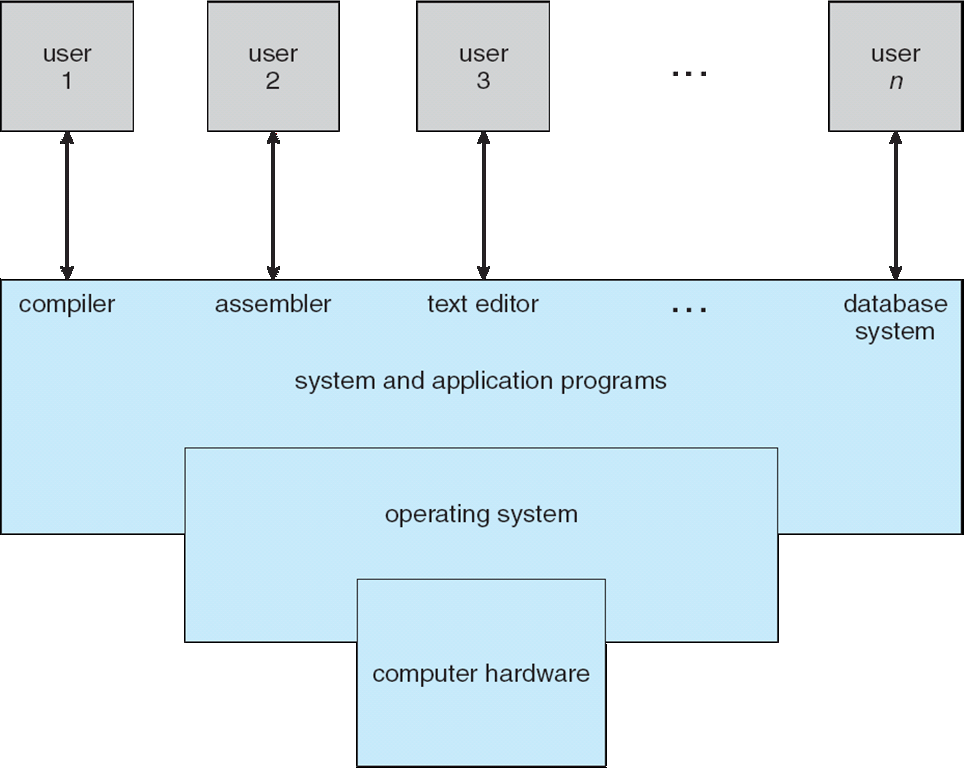 user
1
user
2
user
3
...
user
n
compiler
assembler
text editor
...
database
system
system and application programs
operating system
computer hardware